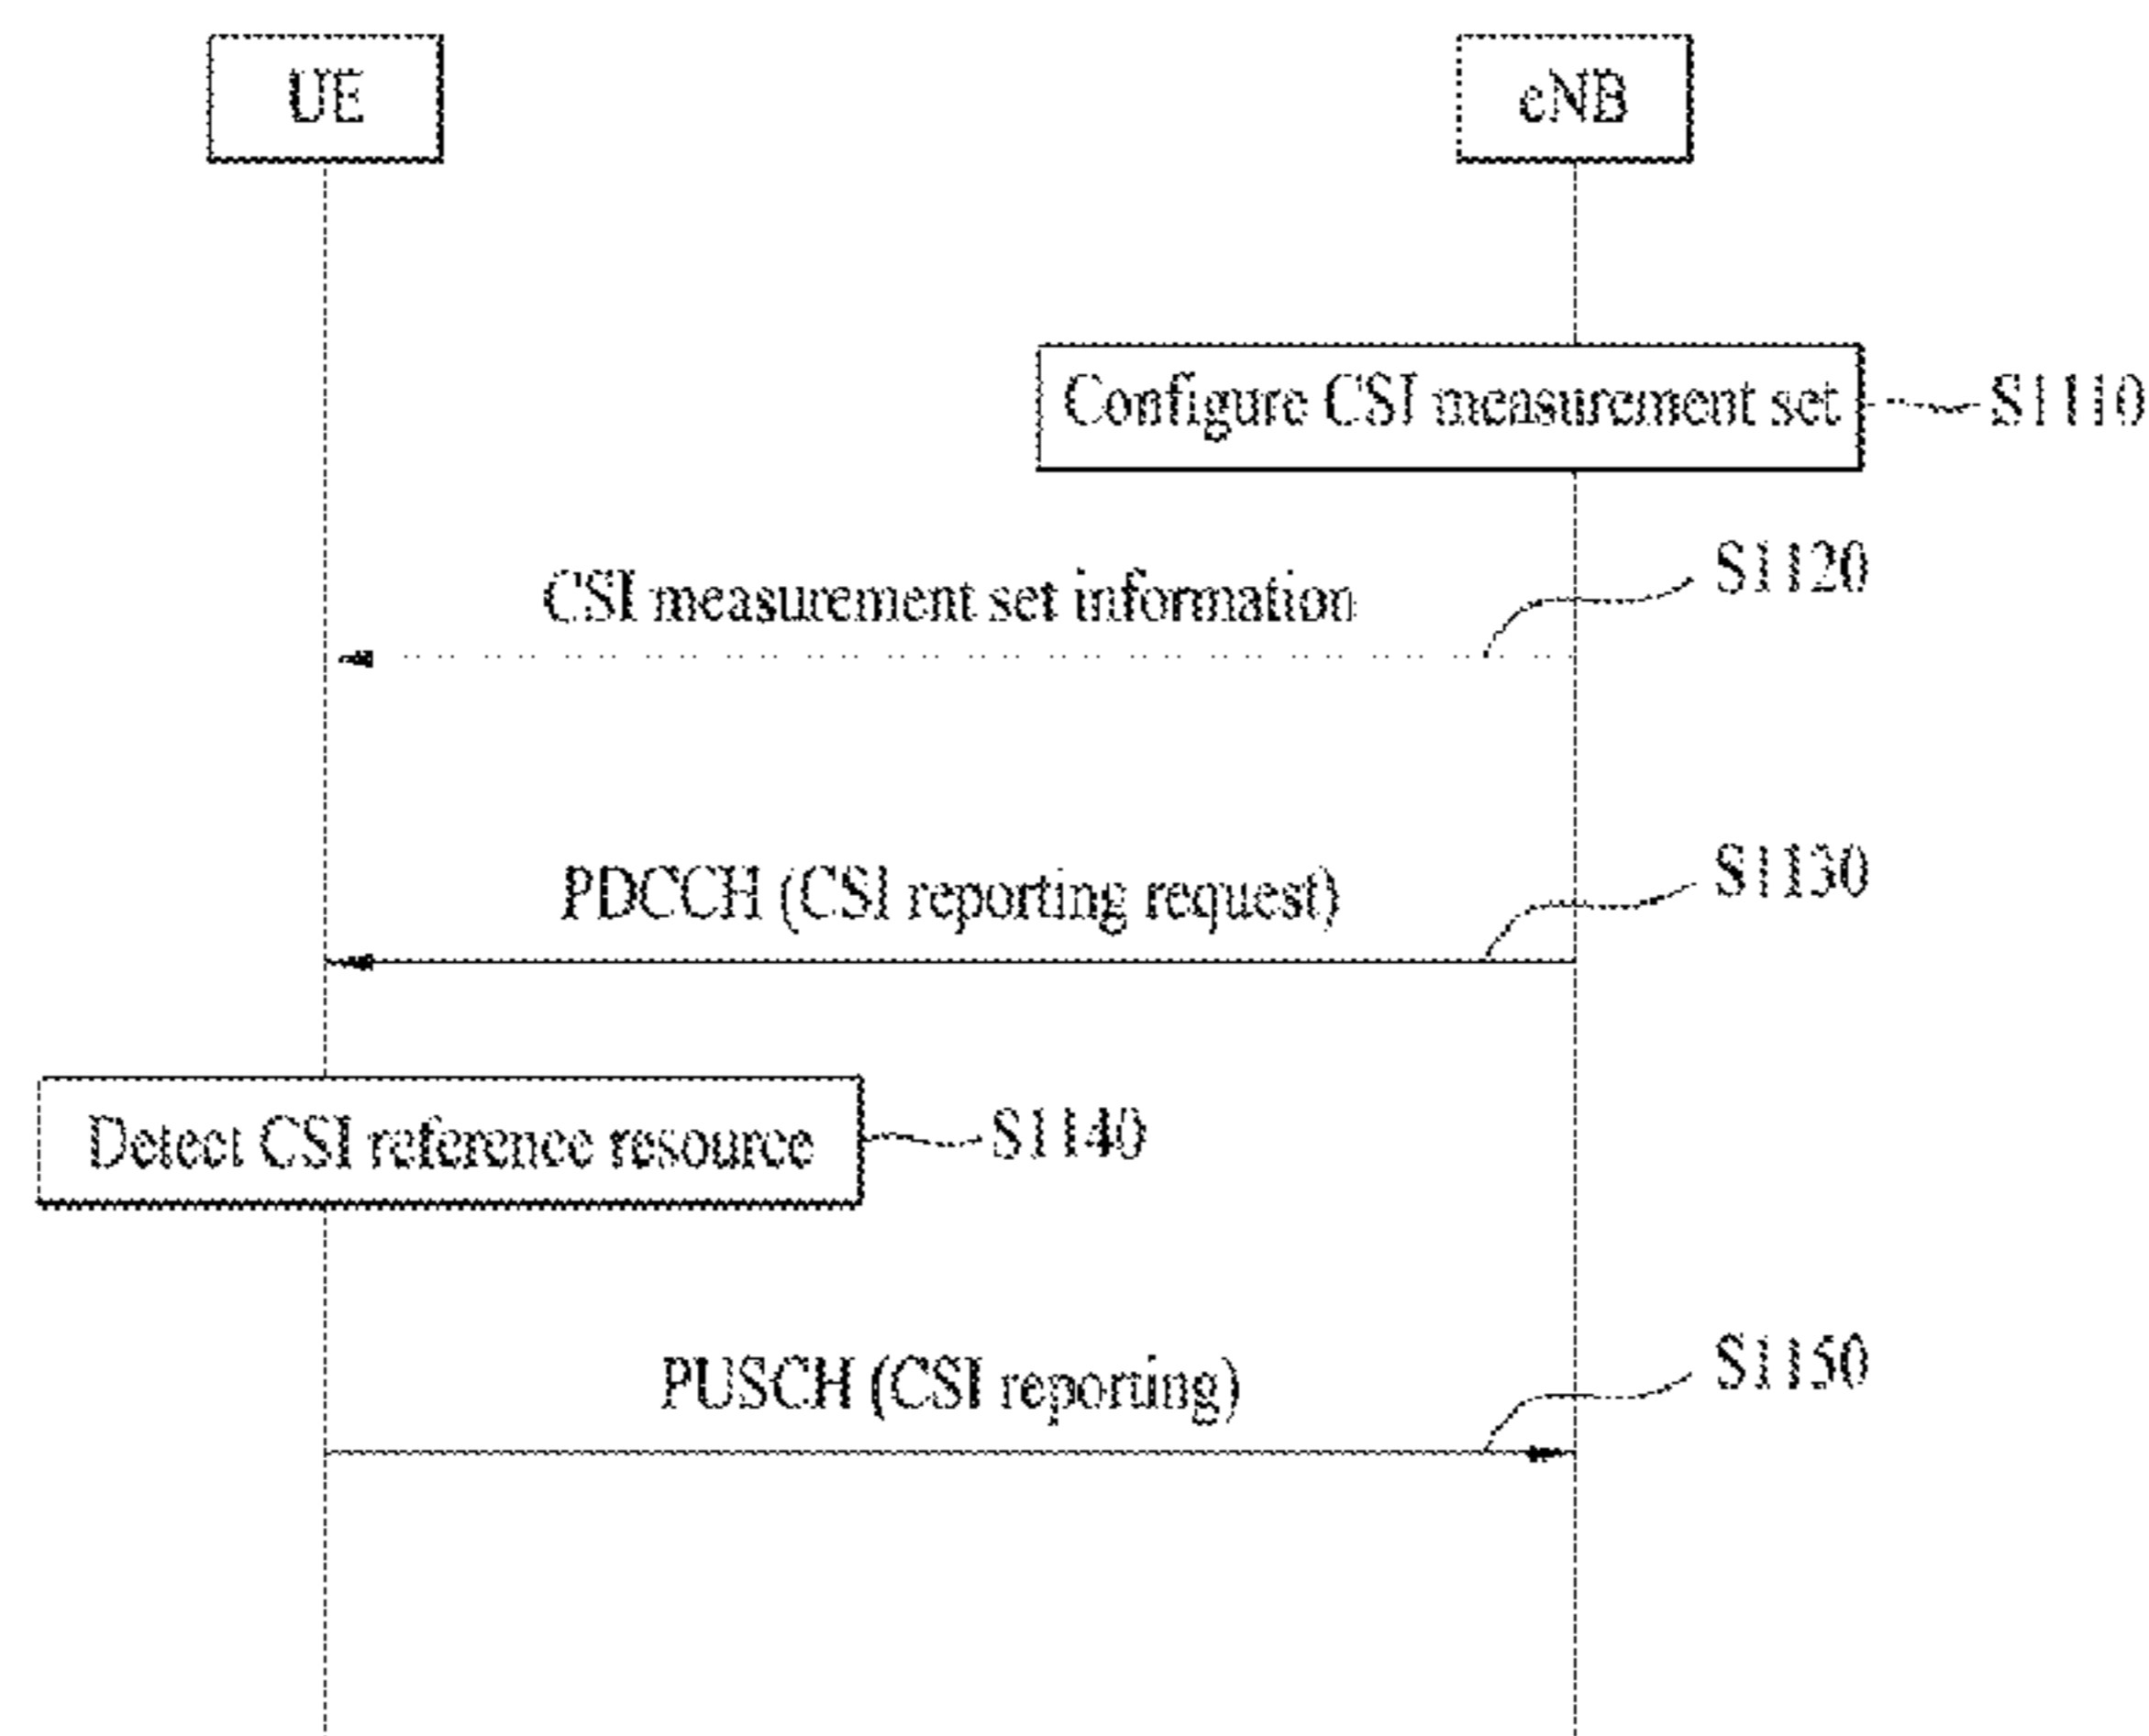 UE
eNB
Configure CSI measurement set
S1110
S1120
CSI measurement set information
S1130
PDCCH (CSI reporting request)
Detect CSI reference resource
S1140
S1150
PUSCH (CSI reporting)